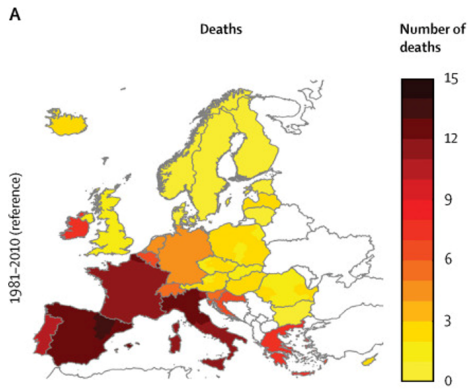 A
Deaths
Number of
deaths
15
12
9
6
3
0
1981–2010 (reference)